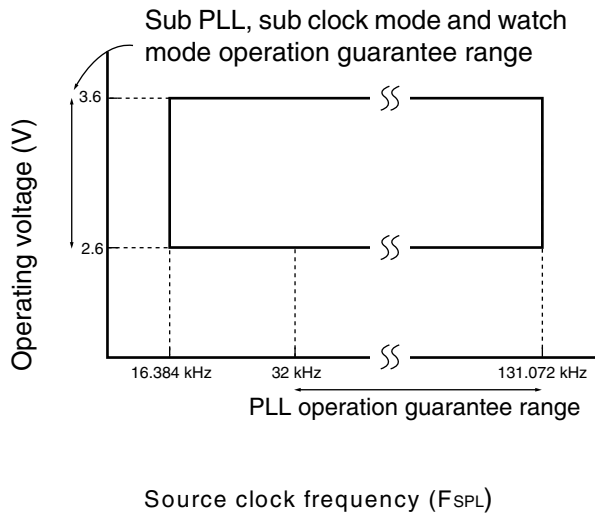 Sub PLL, sub clock mode and watch
mode operation guarantee range
Operating voltage (V)
3.6
2.6
16.384 kHz
32 kHz
131.072 kHz
PLL operation guarantee range
Source clock frequency (FSPL)